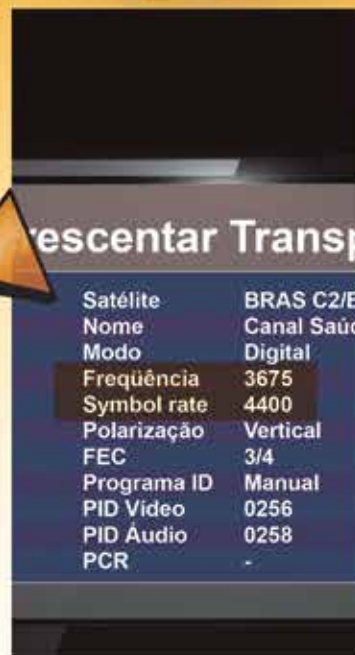 rescentar Transp
Satélite BRAS C2/E
Nome Canal Saúd
Modo Digital
Freqüência 3675
Symbol rate 4400
Polarização Vertical
FEC 3/4
Programa ID Manual
PID Vídeo 0256
PID Áudio 0258
PCR -